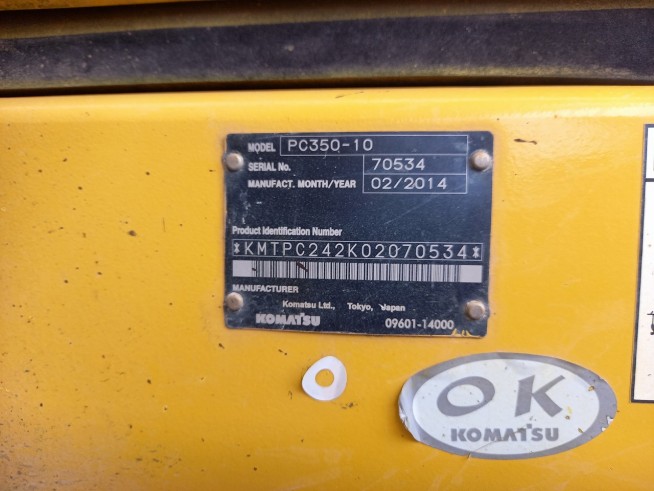 MODEL PC350-10
SERIAL No. 70534
MANUFACT. MONTH/YEAR 02/2014
Product Identification Number
*KMTPC242K02070534*
MANUFACTURER
Komatsu Ltd., Tokyo, Japan
KOMATSU 09601-14000
OK
KOMATSU